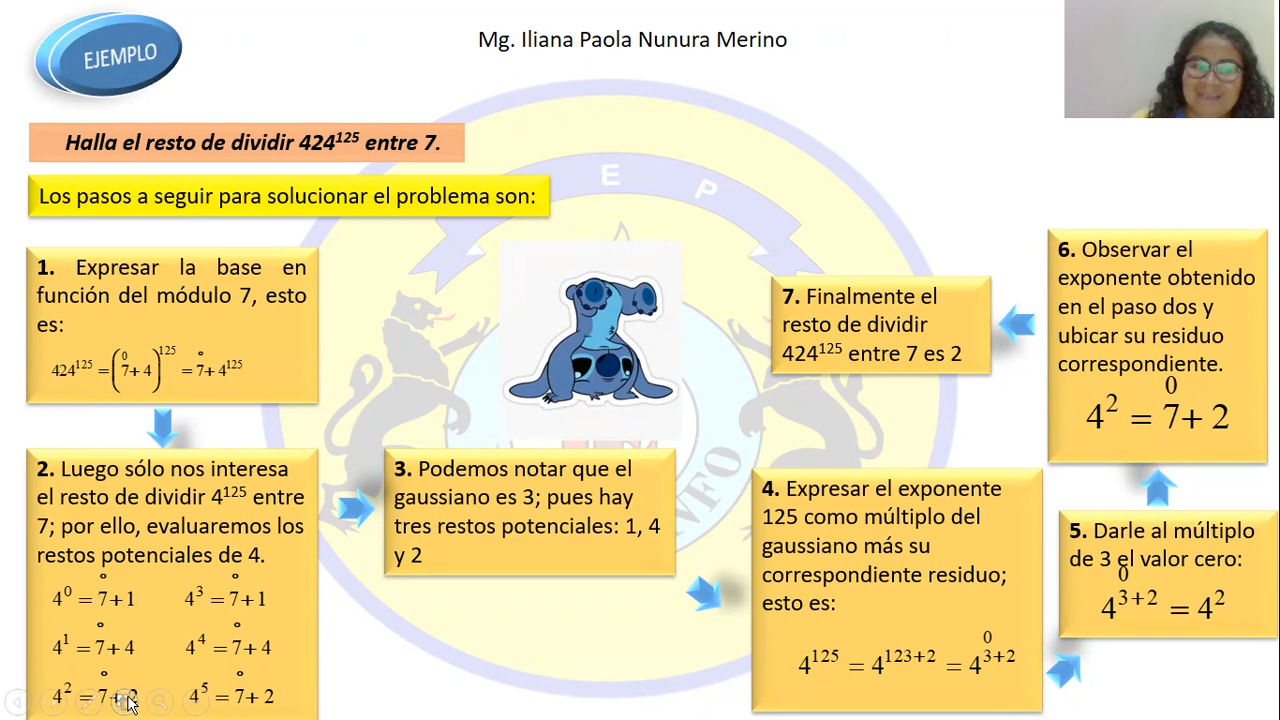 EJEMPLO
Mg. Iliana Paola Nunura Merino
Halla el resto de dividir 424¹²⁵ entre 7.
Los pasos a seguir para solucionar el problema son:
1. Expresar la base en
función del módulo 7, esto
es:
424¹²⁵ = (7̊ + 4)¹²⁵ = 7̊ + 4¹²⁵
2. Luego sólo nos interesa
el resto de dividir 4¹²⁵ entre
7; por ello, evaluaremos los
restos potenciales de 4.
4⁰ = 7̊ + 1 4³ = 7̊ + 1
4¹ = 7̊ + 4 4⁴ = 7̊ + 4
4² = 7̊ + 2 4⁵ = 7̊ + 2
3. Podemos notar que el
gaussiano es 3; pues hay
tres restos potenciales: 1, 4
y 2
4. Expresar el exponente
125 como múltiplo del
gaussiano más su
correspondiente residuo;
esto es:
4¹²⁵ = 4¹²³⁺² = 4^(3̊+2)
5. Darle al múltiplo
de 3 el valor cero:
4^(3̊+2) = 4²
6. Observar el
exponente obtenido
en el paso dos y
ubicar su residuo
correspondiente.
4² = 7̊ + 2
7. Finalmente el
resto de dividir
424¹²⁵ entre 7 es 2
E P
INFO